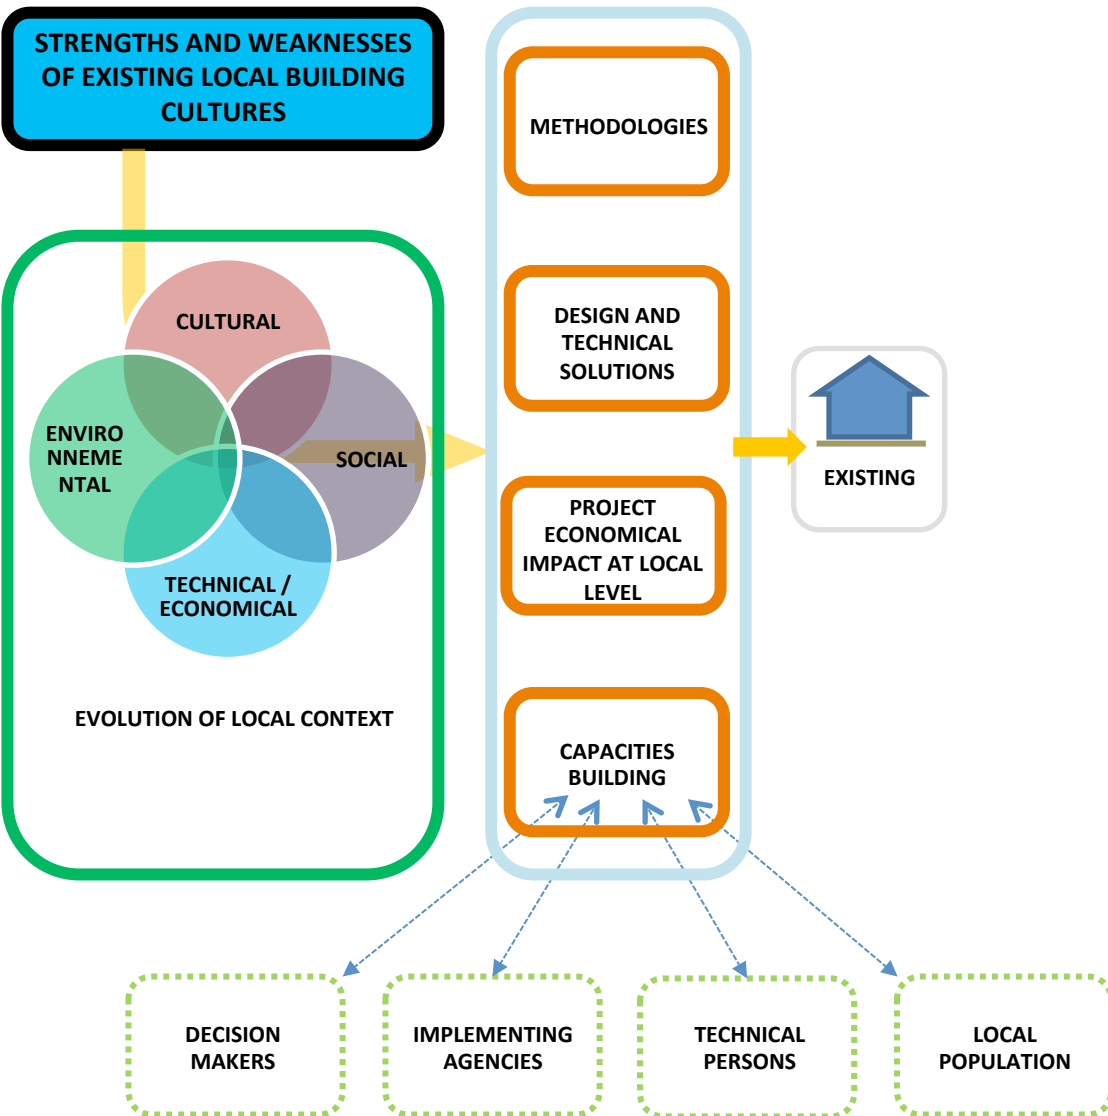 STRENGTHS AND WEAKNESSES
OF EXISTING LOCAL BUILDING
CULTURES
CULTURAL
ENVIRO
NNEME
NTAL
SOCIAL
TECHNICAL /
ECONOMICAL
EVOLUTION OF LOCAL CONTEXT
METHODOLOGIES
DESIGN AND
TECHNICAL
SOLUTIONS
PROJECT
ECONOMICAL
IMPACT AT LOCAL
LEVEL
CAPACITIES
BUILDING
EXISTING
DECISION
MAKERS
IMPLEMENTING
AGENCIES
TECHNICAL
PERSONS
LOCAL
POPULATION